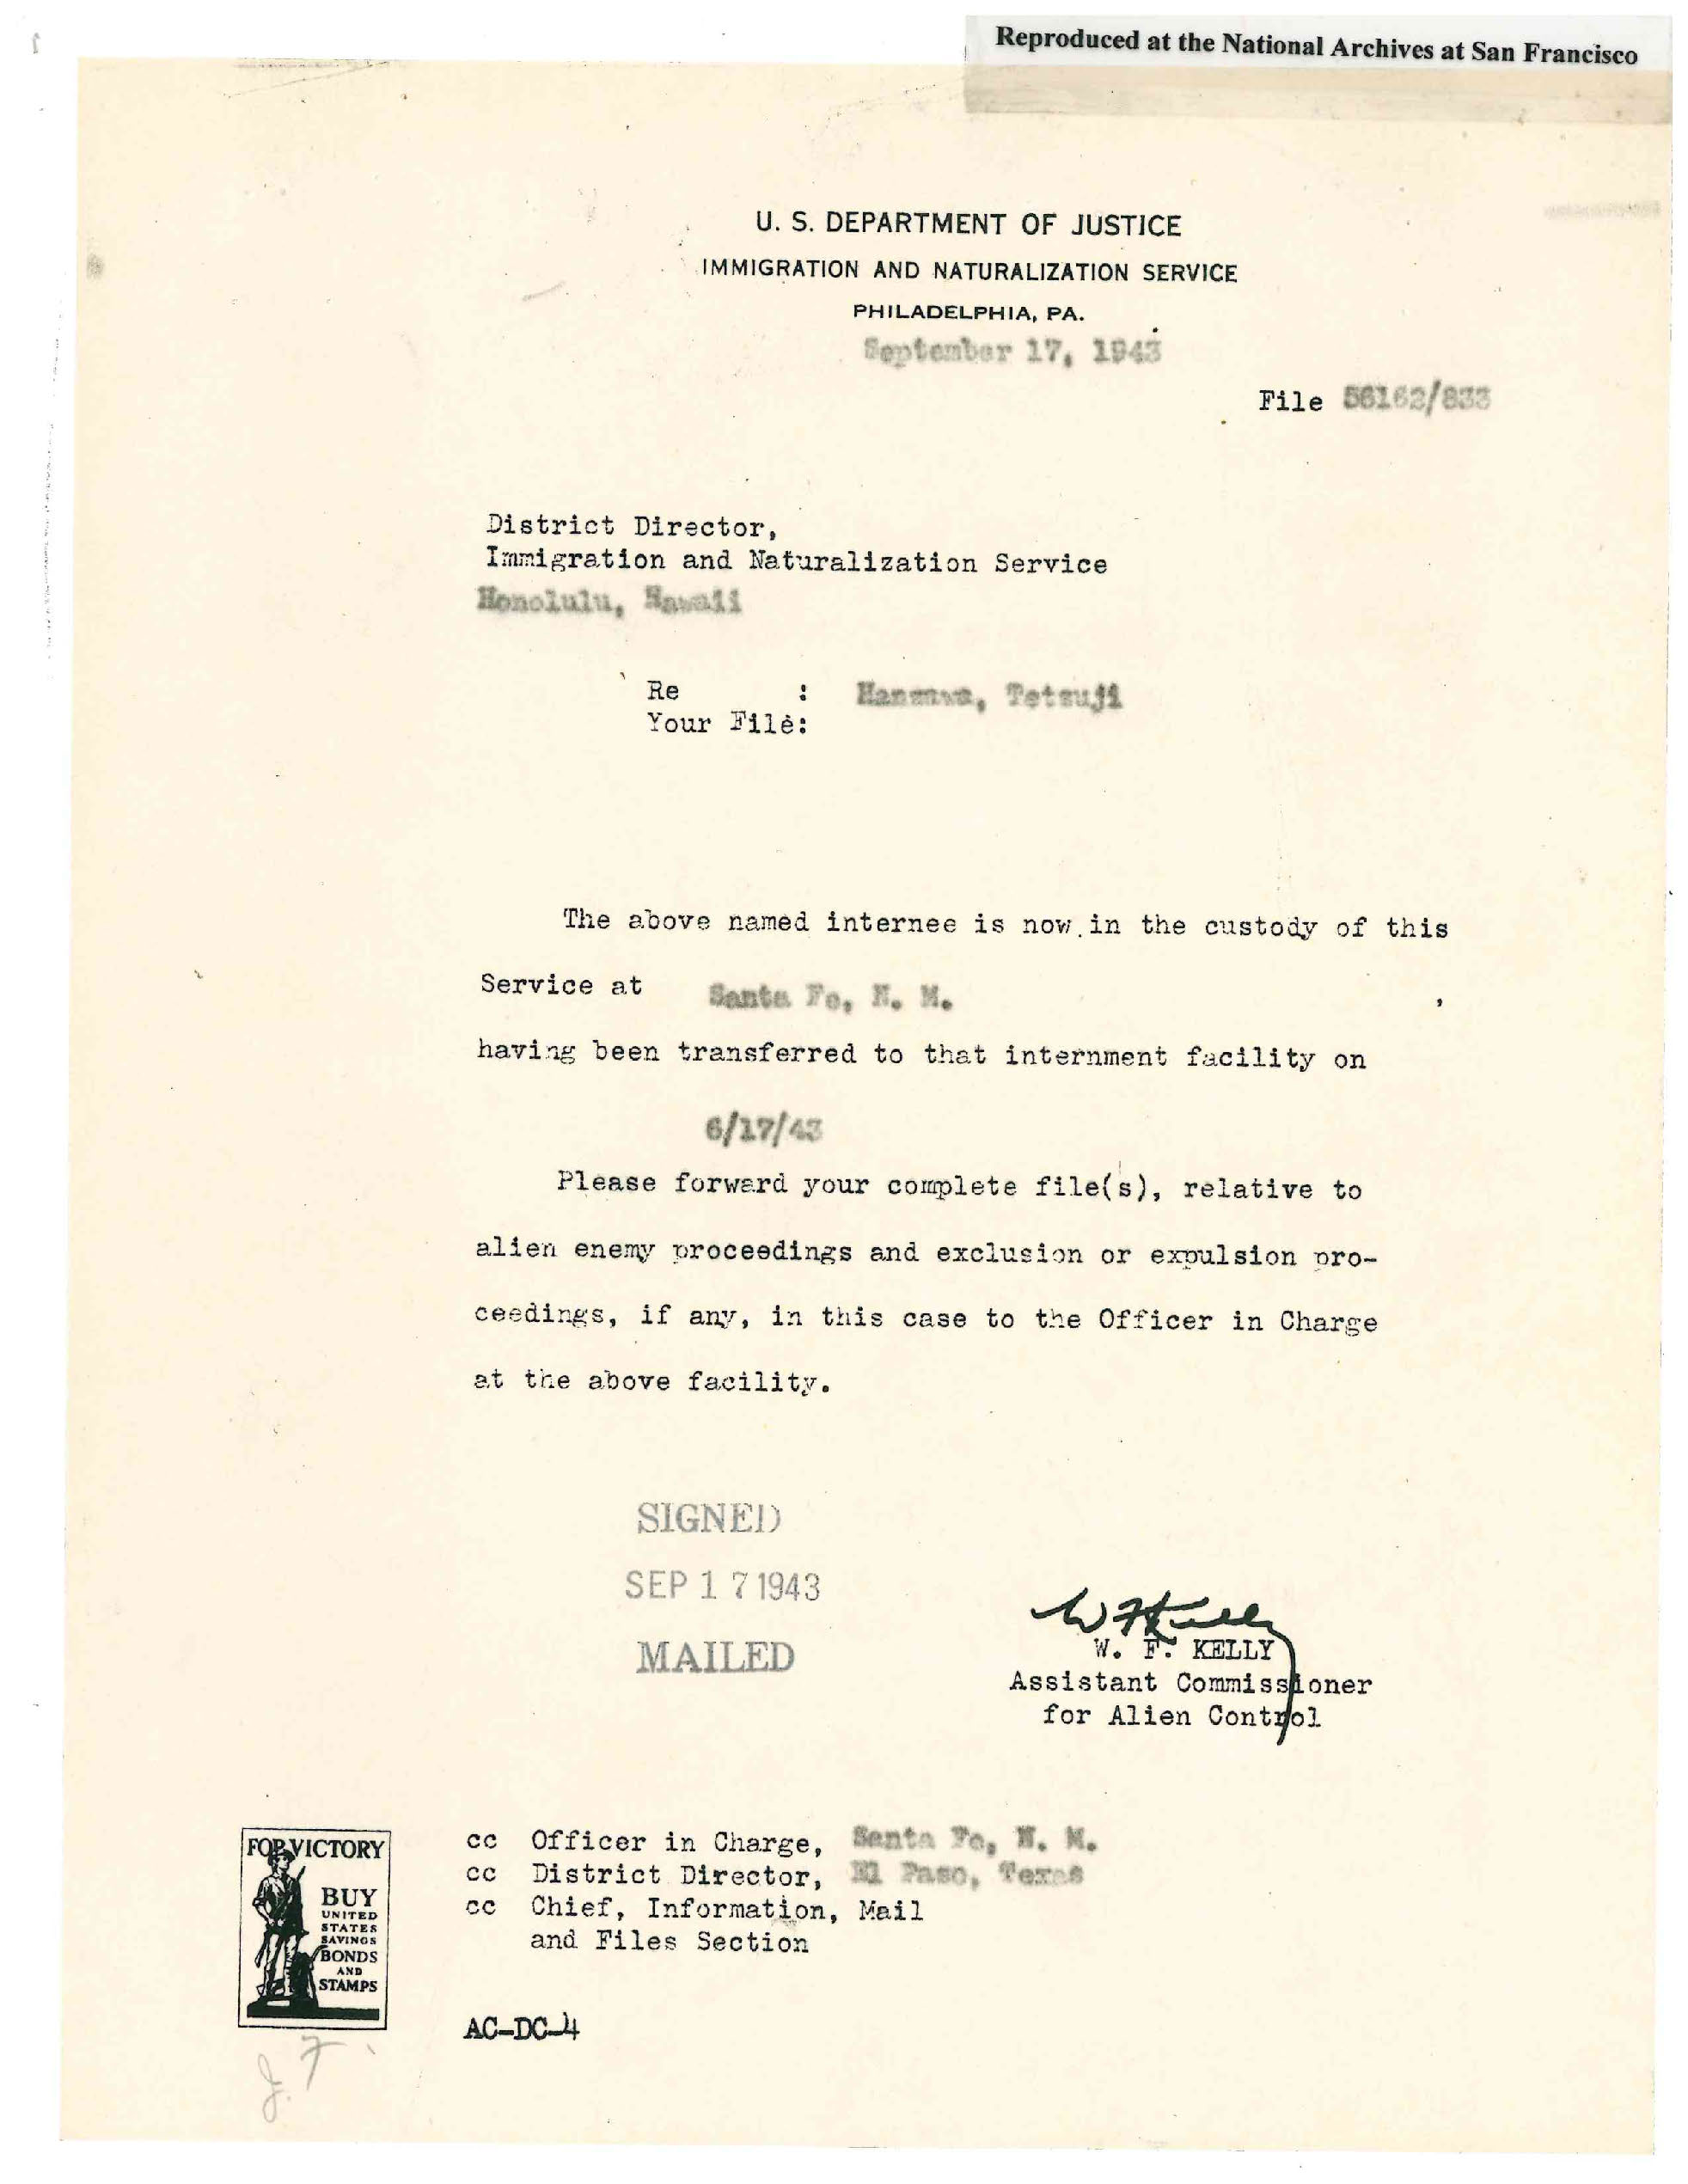 Reproduced at the National Archives at San Francisco
U. S. DEPARTMENT OF JUSTICE
IMMIGRATION AND NATURALIZATION SERVICE
PHILADELPHIA, PA.
September 17, 1943
File 56162/833
District Director,
Immigration and Naturalization Service
Honolulu, Hawaii
Re : Tetsuji
Your File:
The above named internee is now in the custody of this
Service at Santa Fe, N. M. ,
having been transferred to that internment facility on
6/17/43
Please forward your complete file(s), relative to
alien enemy proceedings and exclusion or expulsion pro-
ceedings, if any, in this case to the Officer in Charge
at the above facility.
SIGNED
SEP 17 1943
MAILED
W F Kelly
W. F. KELLY
Assistant Commissioner
for Alien Control
FOR VICTORY
BUY
UNITED
STATES
SAVINGS
BONDS
AND
STAMPS
cc Officer in Charge, Santa Fe, N. M.
cc District Director, El Paso, Texas
cc Chief, Information, Mail
and Files Section
AC-DC-4